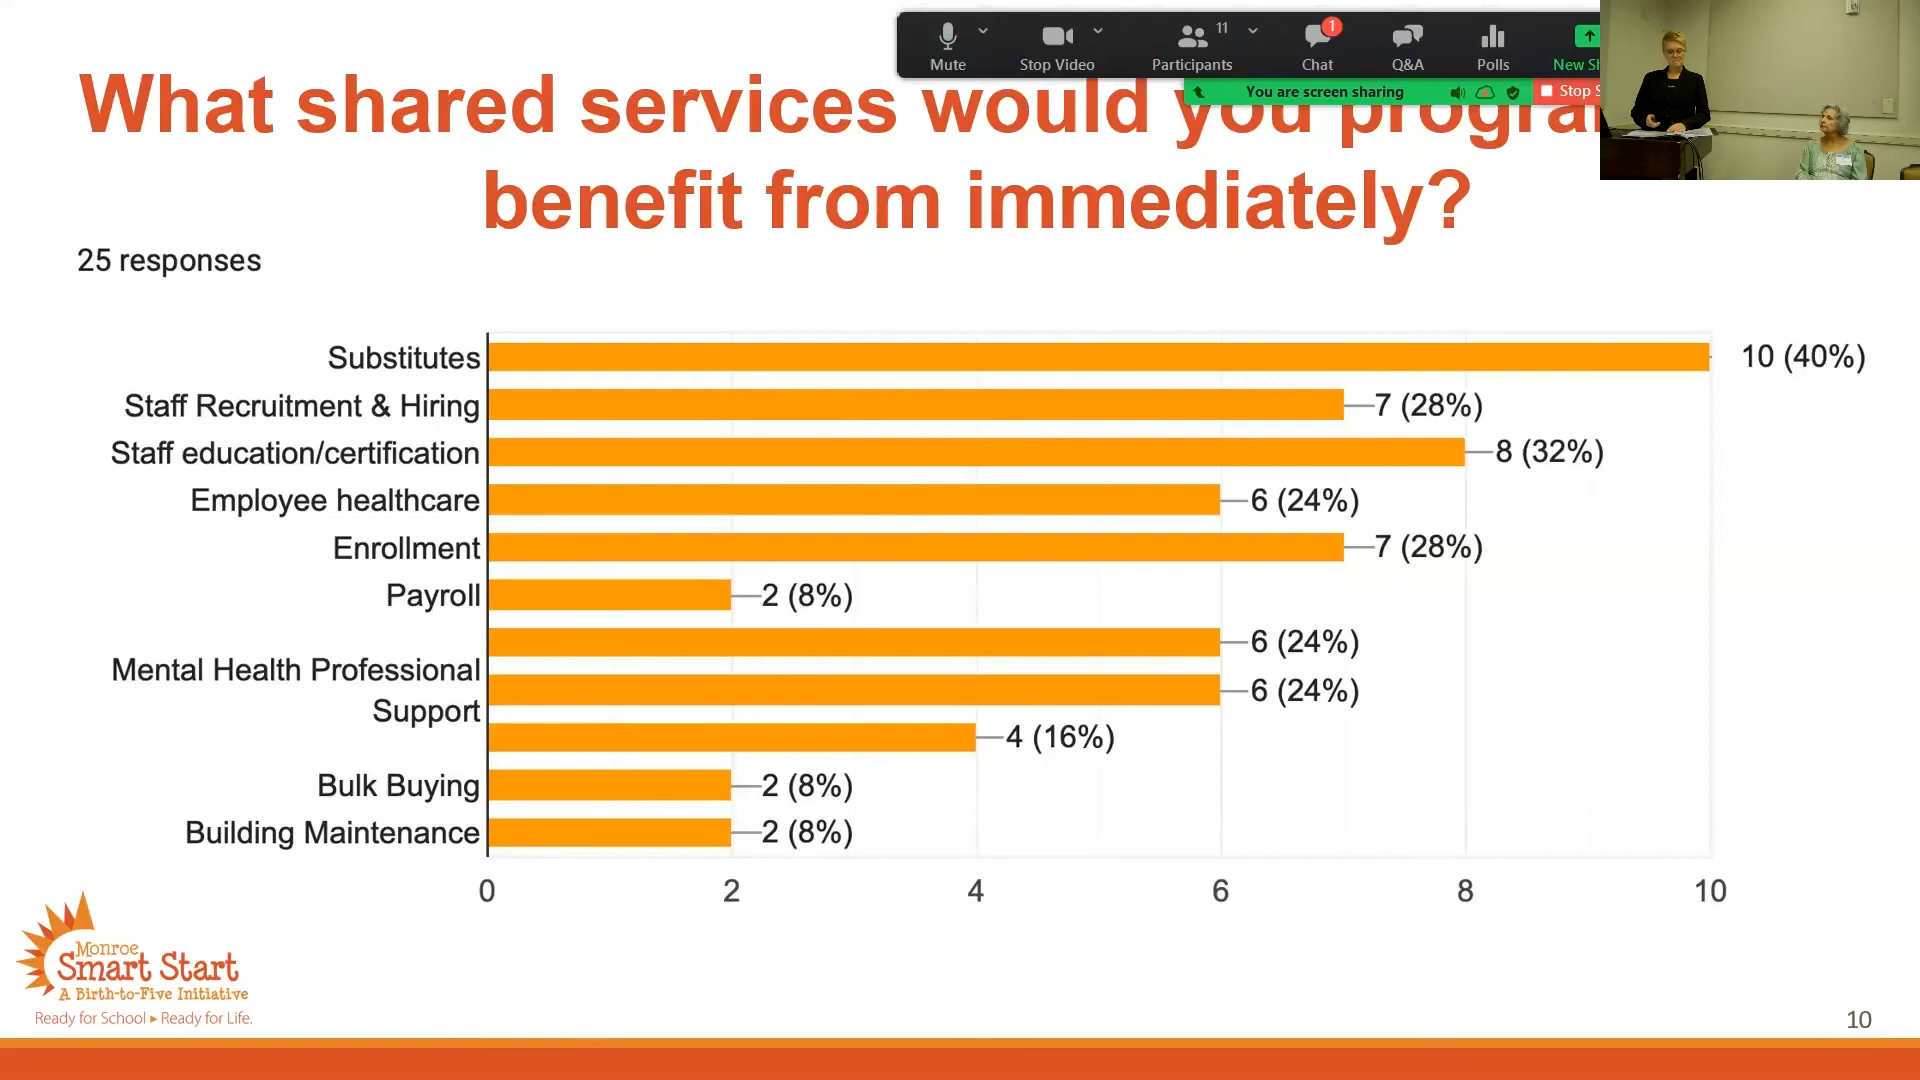 Mute
Stop Video
11
Participants
1
Chat
Q&A
Polls
New
You are screen sharing
Stop
What shared services would you
benefit from immediately?
25 responses
Substitutes 10 (40%)
Staff Recruitment & Hiring 7 (28%)
Staff education/certification 8 (32%)
Employee healthcare 6 (24%)
Enrollment 7 (28%)
Payroll 2 (8%)
6 (24%)
Mental Health Professional
Support
6 (24%)
4 (16%)
Bulk Buying 2 (8%)
Building Maintenance 2 (8%)
0 2 4 6 8 10
Monroe
Smart Start
A Birth-to-Five Initiative
Ready for School ▸ Ready for Life.
10